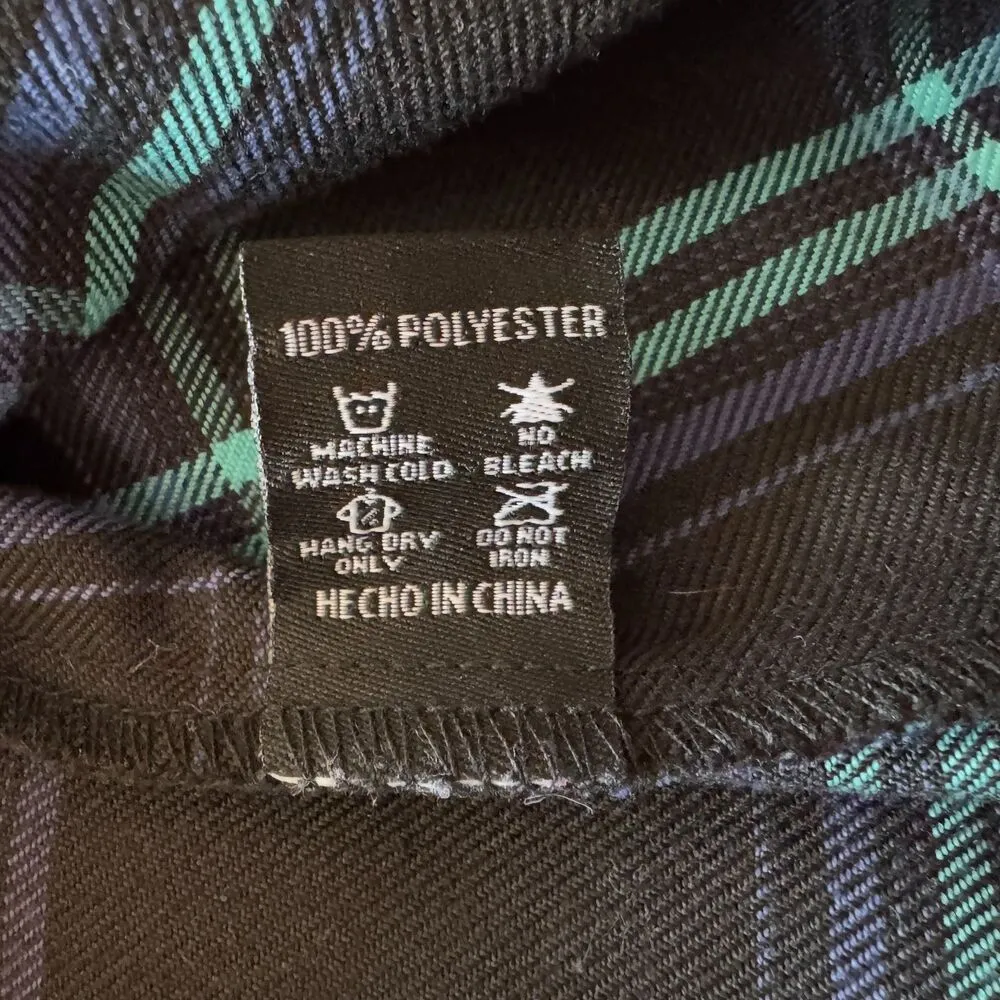 100% POLYESTER
MACHINE
WASH COLD
NO
BLEACH
HANG DRY
ONLY
DO NOT
IRON
HECHO IN CHINA